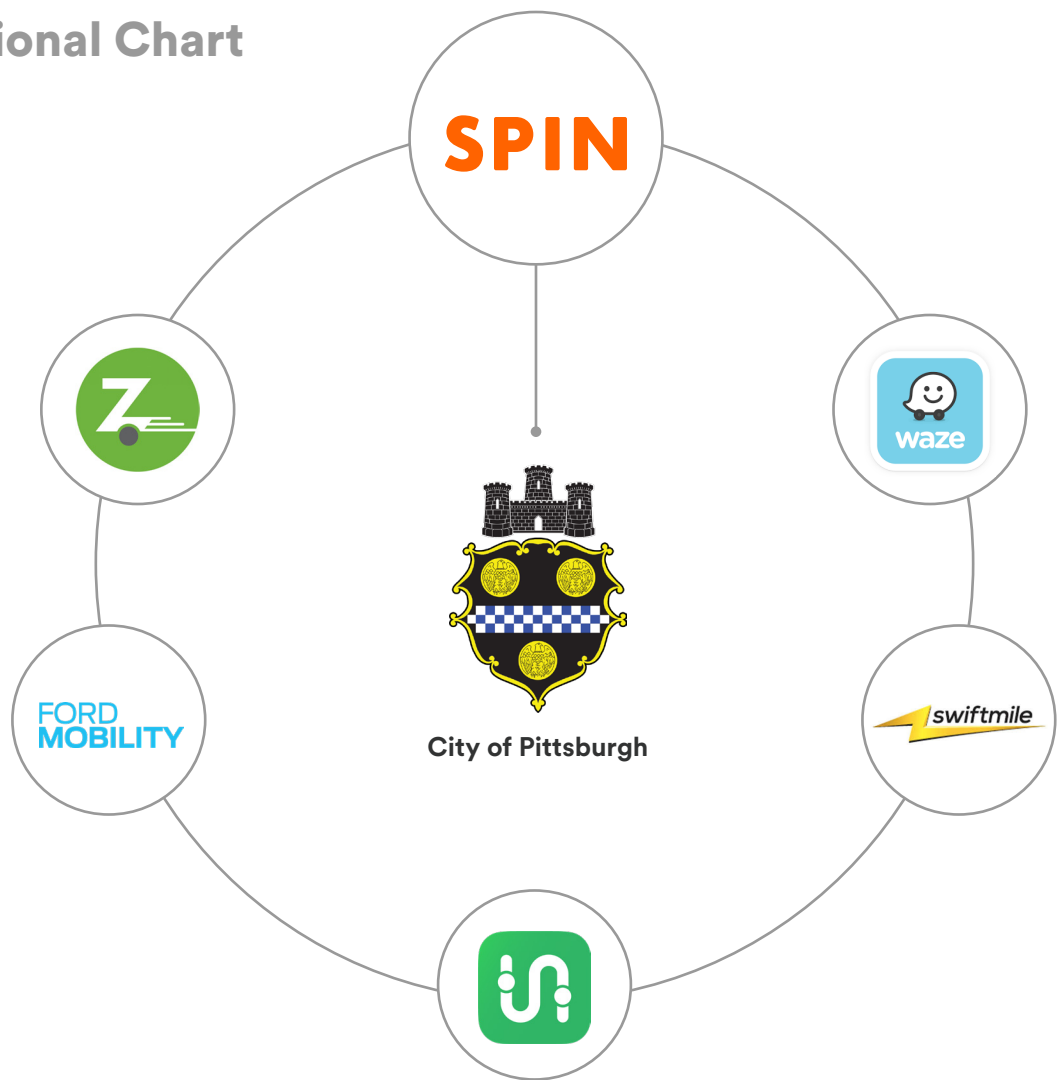 ional Chart
SPIN
Z
waze
FORD
MOBILITY
swiftmile
City of Pittsburgh